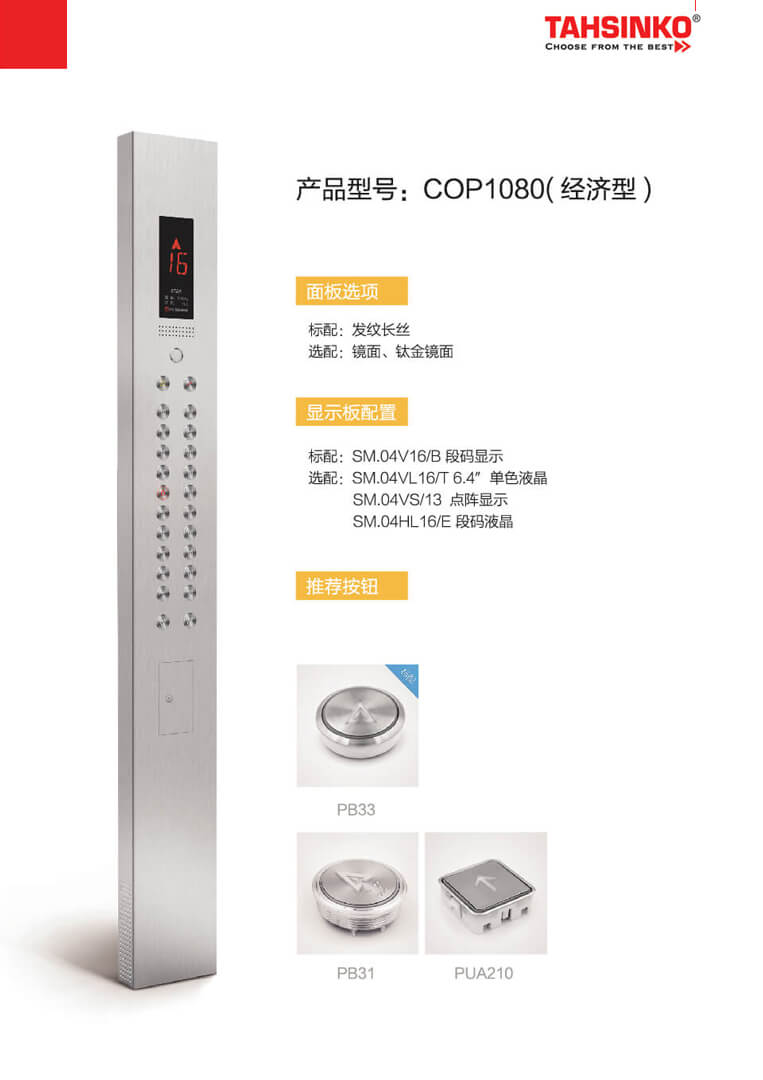 TAHSINKO®
CHOOSE FROM THE BEST
产品型号：COP1080( 经济型 )
面板选项
标配：发纹长丝
选配：镜面、钛金镜面
显示板配置
标配：SM.04V16/B 段码显示
选配：SM.04VL16/T 6.4″ 单色液晶
SM.04VS/13 点阵显示
SM.04HL16/E 段码液晶
推荐按钮
16
标配
PB33
PB31
PUA210